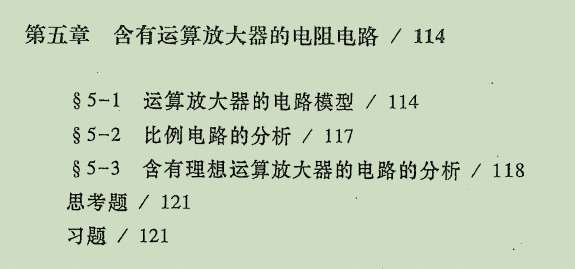 第五章 含有运算放大器的电阻电路 / 114
§5-1 运算放大器的电路模型 / 114
§5-2 比例电路的分析 / 117
§5-3 含有理想运算放大器的电路的分析 / 118
思考题 / 121
习题 / 121